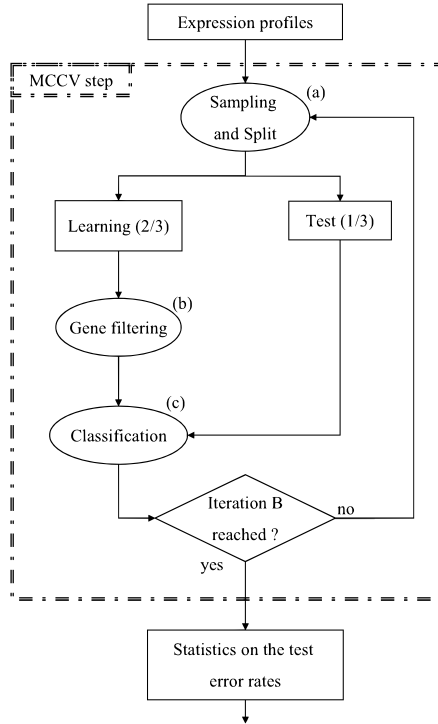 Expression profiles
MCCV step
(a)
Sampling
and Split
Learning (2/3)
Test (1/3)
(b)
Gene filtering
(c)
Classification
Iteration B
reached ?
no
yes
Statistics on the test
error rates